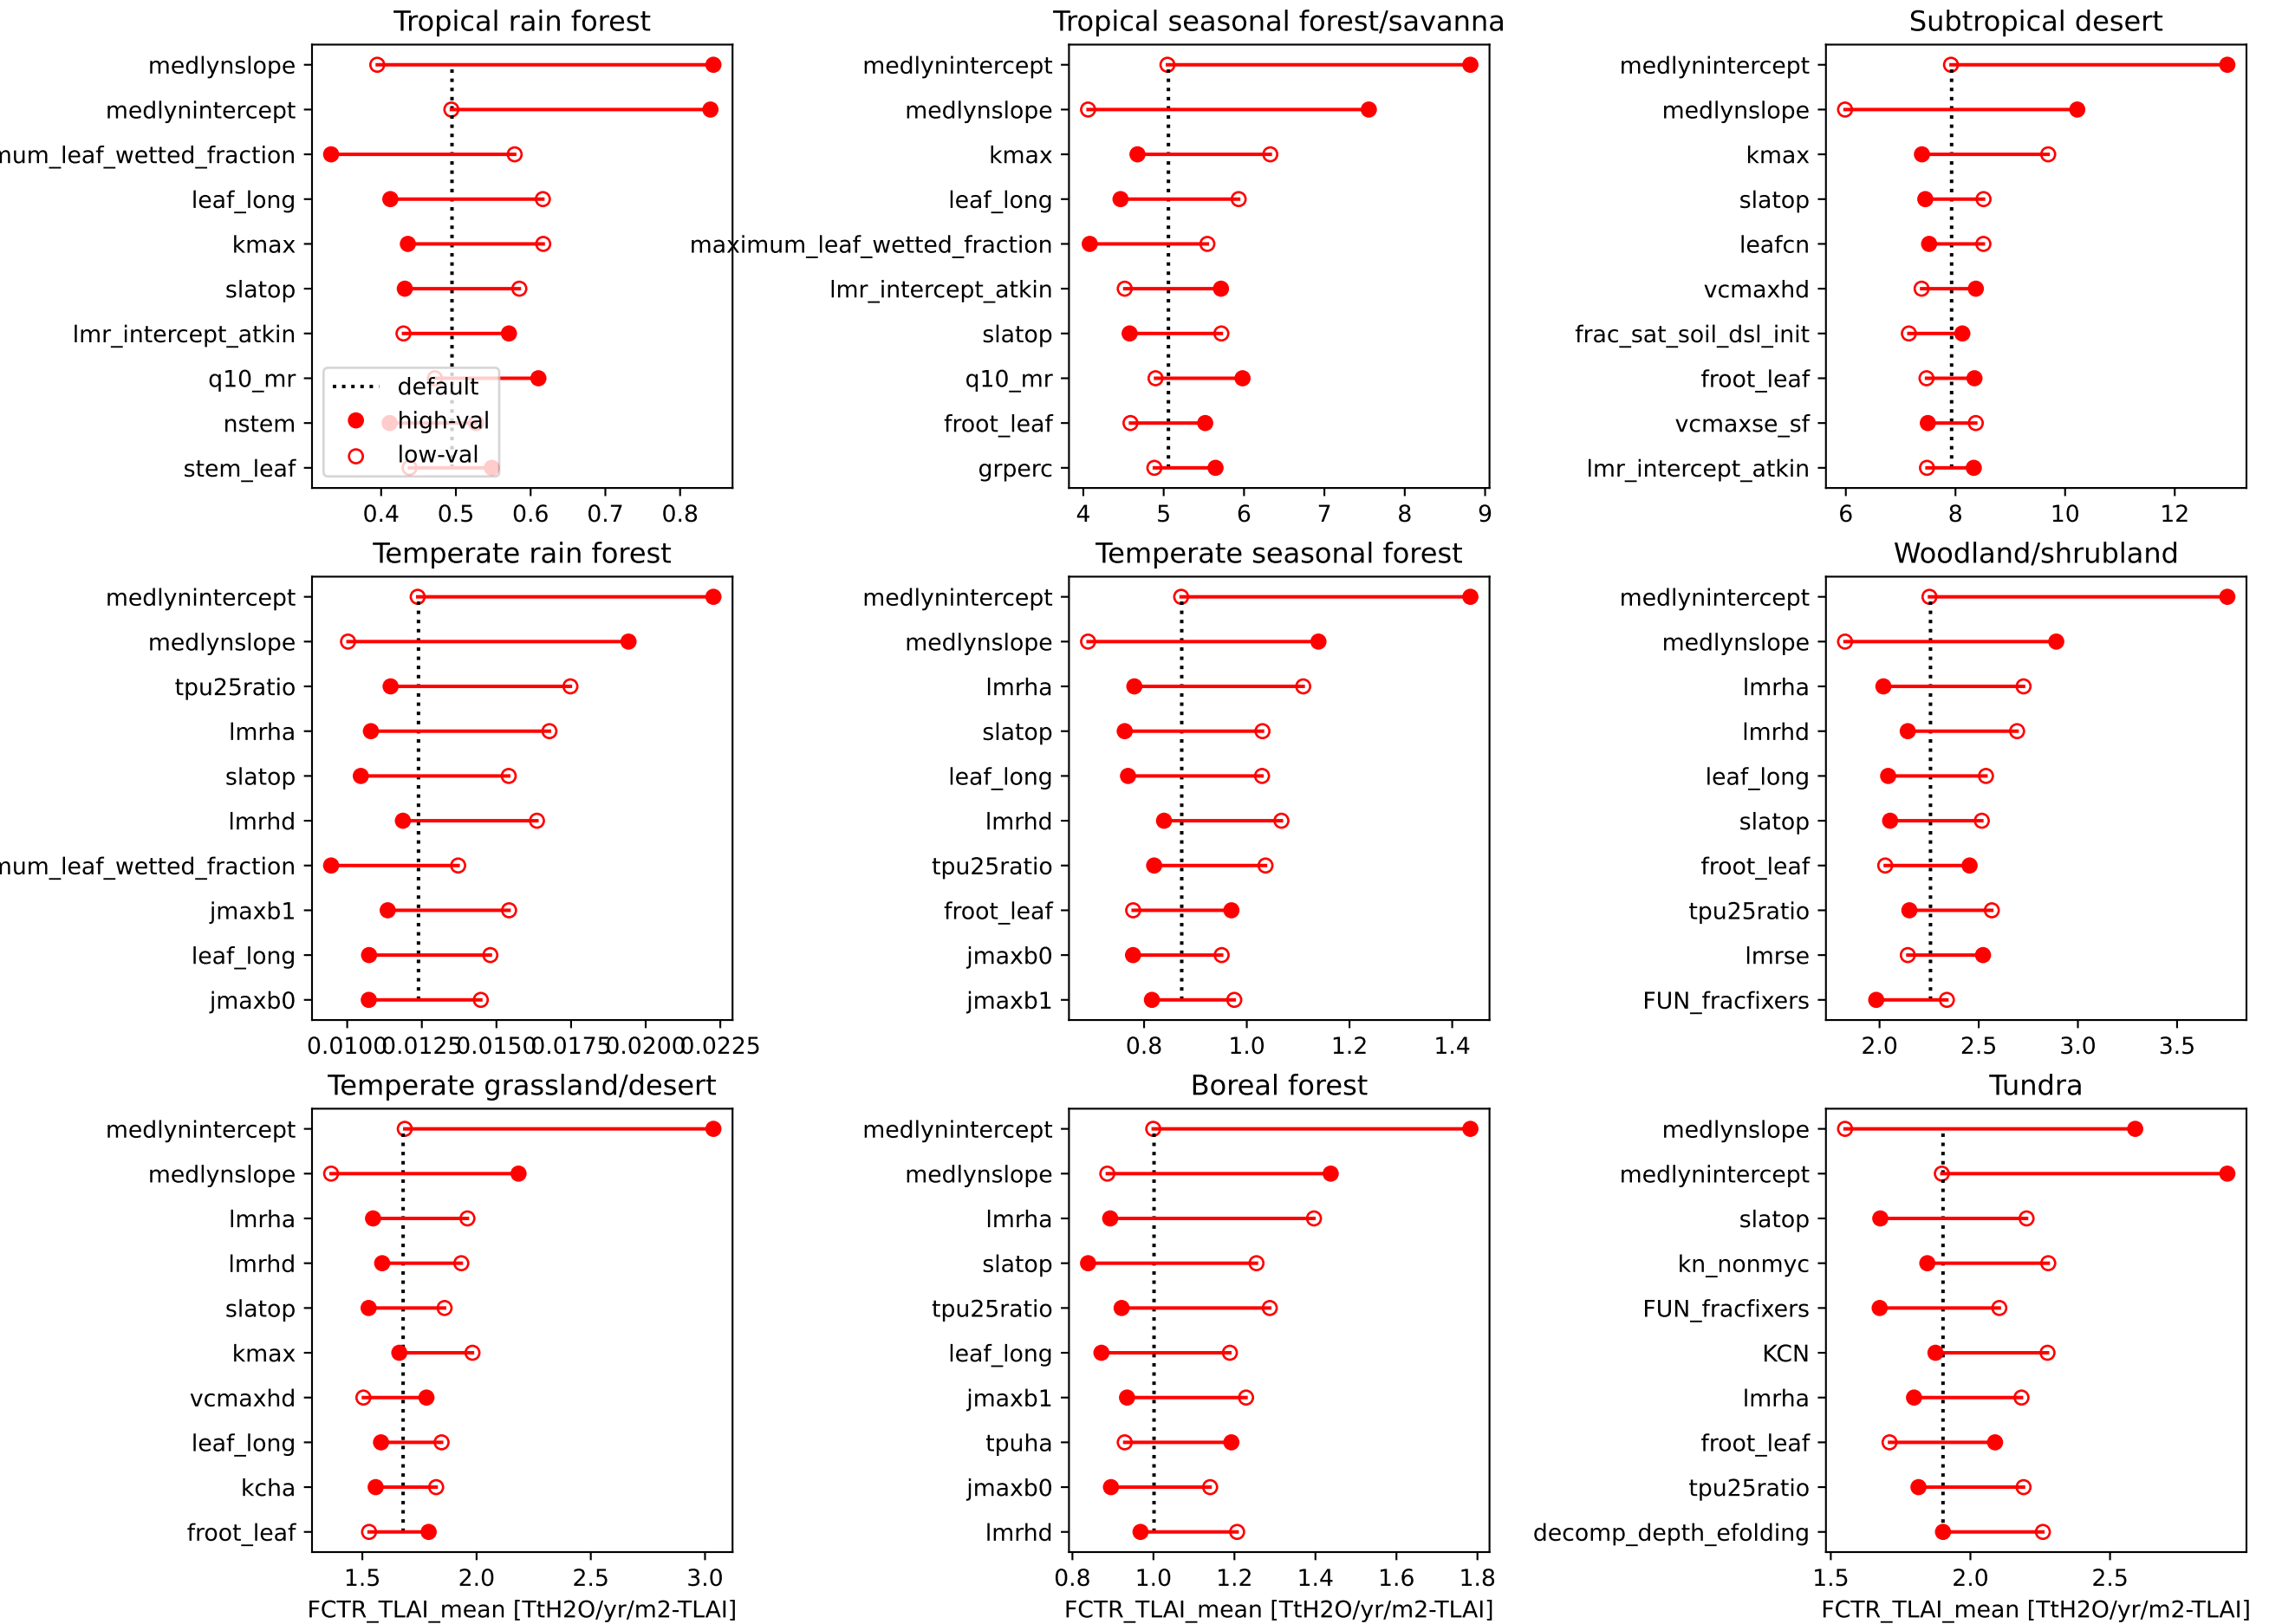 Tropical rain forest
medlynslope
medlynintercept
mum_leaf_wetted_fraction
leaf_long
kmax
slatop
lmr_intercept_atkin
q10_mr
nstem
stem_leaf
default
high-val
low-val
0.4 0.5 0.6 0.7 0.8
Tropical seasonal forest/savanna
medlynintercept
medlynslope
kmax
leaf_long
maximum_leaf_wetted_fraction
lmr_intercept_atkin
slatop
q10_mr
froot_leaf
grperc
4 5 6 7 8 9
Subtropical desert
medlynintercept
medlynslope
kmax
slatop
leafcn
vcmaxhd
frac_sat_soil_dsl_init
froot_leaf
vcmaxse_sf
lmr_intercept_atkin
6 8 10 12
Temperate rain forest
medlynintercept
medlynslope
tpu25ratio
lmrha
slatop
lmrhd
mum_leaf_wetted_fraction
jmaxb1
leaf_long
jmaxb0
0.0100 0.0125 0.0150 0.0175 0.0200 0.0225
Temperate seasonal forest
medlynintercept
medlynslope
lmrha
slatop
leaf_long
lmrhd
tpu25ratio
froot_leaf
jmaxb0
jmaxb1
0.8 1.0 1.2 1.4
Woodland/shrubland
medlynintercept
medlynslope
lmrha
lmrhd
leaf_long
slatop
froot_leaf
tpu25ratio
lmrse
FUN_fracfixers
2.0 2.5 3.0 3.5
Temperate grassland/desert
medlynintercept
medlynslope
lmrha
lmrhd
slatop
kmax
vcmaxhd
leaf_long
kcha
froot_leaf
1.5 2.0 2.5 3.0
FCTR_TLAI_mean [TtH2O/yr/m2-TLAI]
Boreal forest
medlynintercept
medlynslope
lmrha
slatop
tpu25ratio
leaf_long
jmaxb1
tpuha
jmaxb0
lmrhd
0.8 1.0 1.2 1.4 1.6 1.8
FCTR_TLAI_mean [TtH2O/yr/m2-TLAI]
Tundra
medlynslope
medlynintercept
slatop
kn_nonmyc
FUN_fracfixers
KCN
lmrha
froot_leaf
tpu25ratio
decomp_depth_efolding
1.5 2.0 2.5
FCTR_TLAI_mean [TtH2O/yr/m2-TLAI]